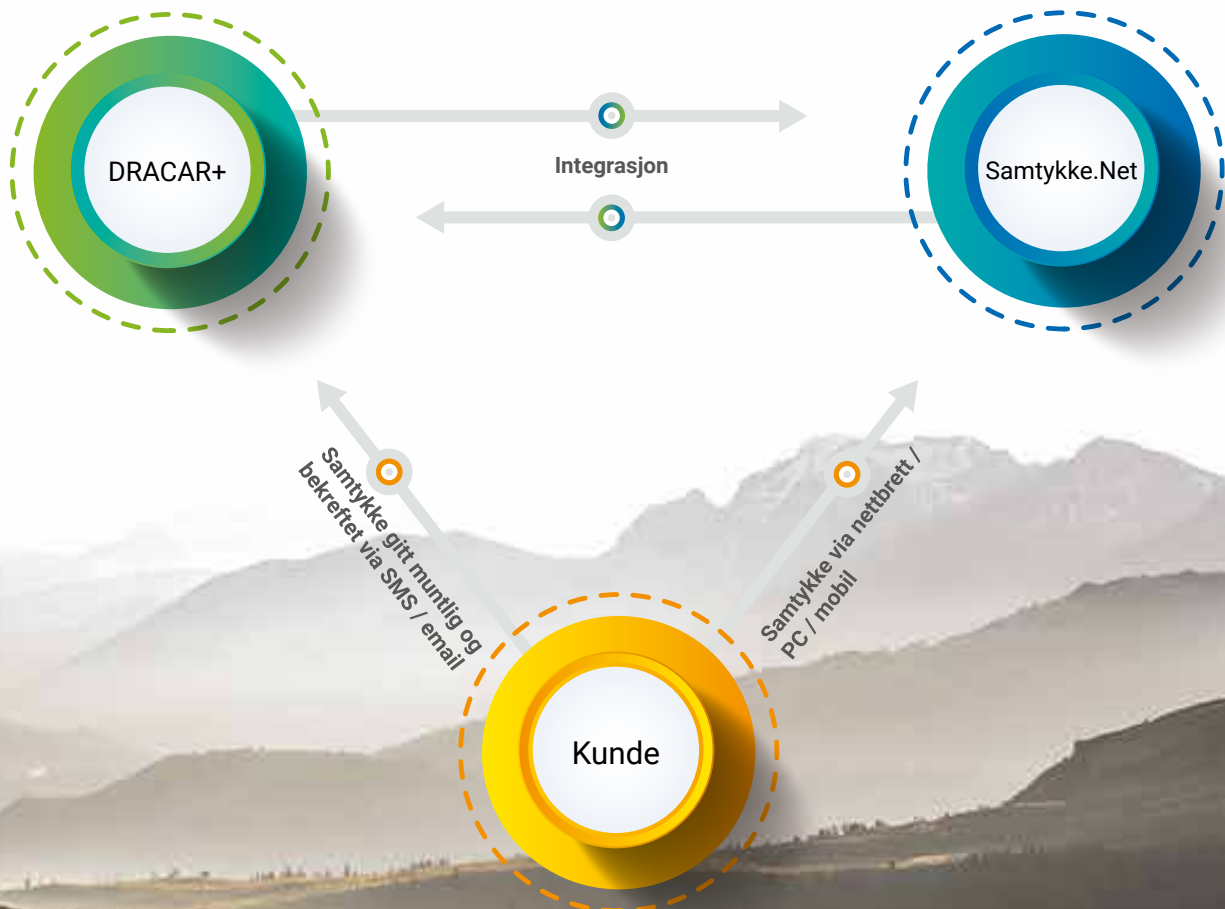 DRACAR+
Samtykke.Net
Integrasjon
Samtykke gitt muntlig og
bekreftet via SMS / email
Samtykke via nettbrett /
PC / mobil
Kunde